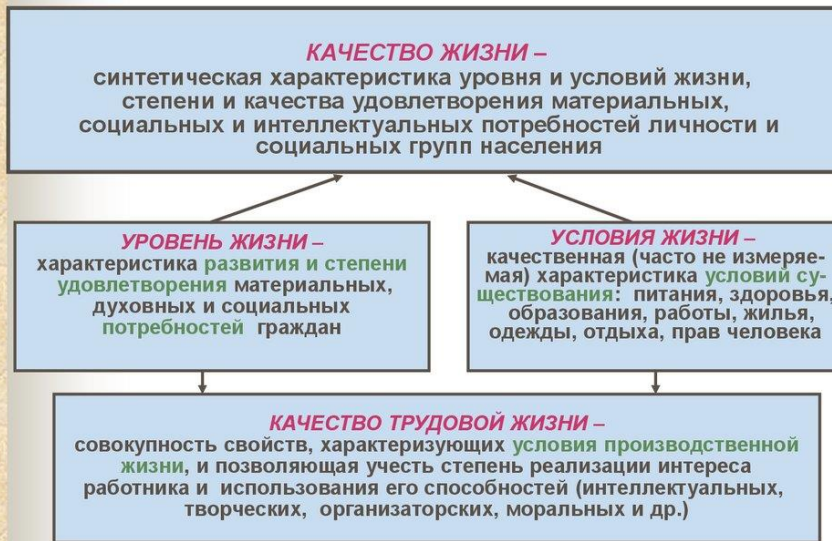 КАЧЕСТВО ЖИЗНИ –
синтетическая характеристика уровня и условий жизни,
степени и качества удовлетворения материальных,
социальных и интеллектуальных потребностей личности и
социальных групп населения
УРОВЕНЬ ЖИЗНИ –
характеристика развития и степени
удовлетворения материальных,
духовных и социальных
потребностей граждан
УСЛОВИЯ ЖИЗНИ –
качественная (часто не измеряе-
мая) характеристика условий су-
ществования: питания, здоровья,
образования, работы, жилья,
одежды, отдыха, прав человека
КАЧЕСТВО ТРУДОВОЙ ЖИЗНИ –
совокупность свойств, характеризующих условия производственной
жизни, и позволяющая учесть степень реализации интереса
работника и использования его способностей (интеллектуальных,
творческих, организаторских, моральных и др.)